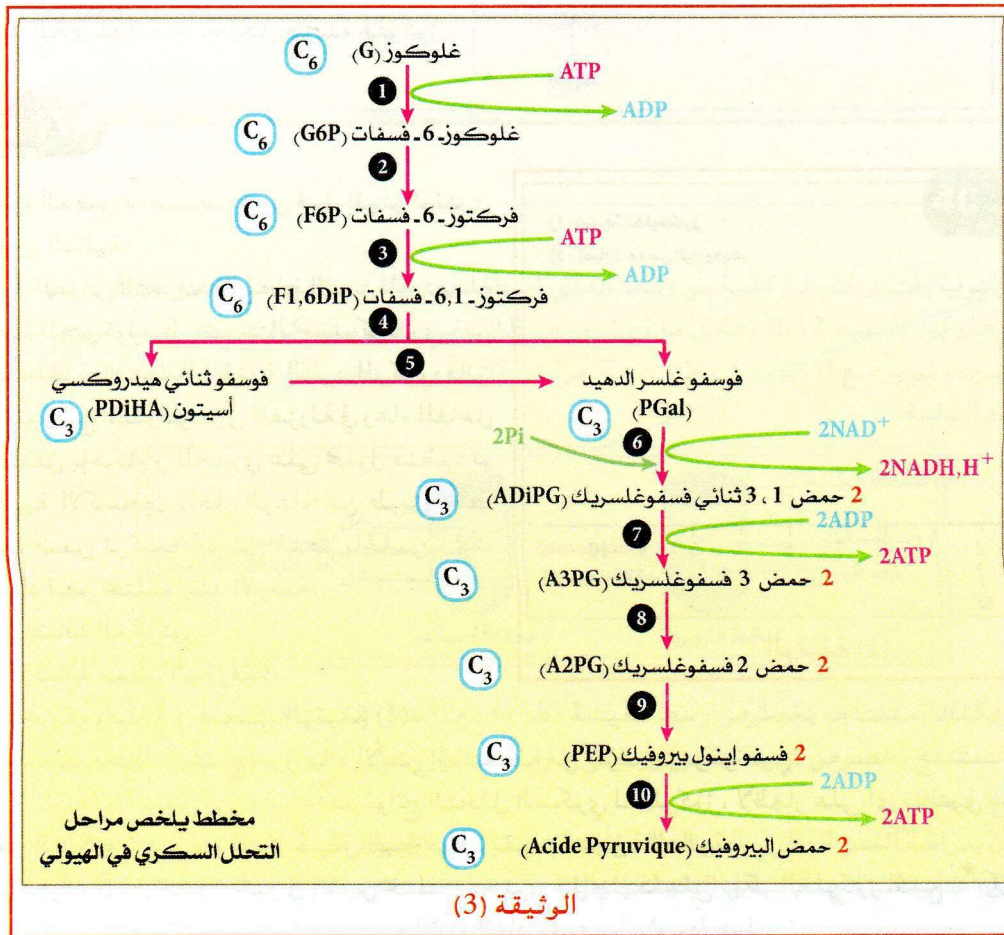 غلوكوز (G)
C6
1
ATP
ADP
غلوكوز ـ 6 ـ فسفات (G6P)
C6
2
فركتوز ـ 6 ـ فسفات (F6P)
C6
3
ATP
ADP
فركتوز ـ 6,1 ـ فسفات (F1,6DiP)
C6
4
5
فوسفو غلسر الدهيد
(PGal)
C3
فوسفو ثنائي هيدروكسي
أسيتون (PDiHA)
C3
6
2Pi
2NAD+
2NADH,H+
2 حمض 1 ، 3 ثنائي فسفوغلسريك (ADiPG)
C3
7
2ADP
2ATP
2 حمض 3 فسفوغلسريك (A3PG)
C3
8
2 حمض 2 فسفوغلسريك (A2PG)
C3
9
2 فسفو إينول بيروفيك (PEP)
C3
10
2ADP
2ATP
2 حمض البيروفيك (Acide Pyruvique)
C3
مخطط يلخص مراحل
التحلل السكري في الهيولي
الوثيقة (3)